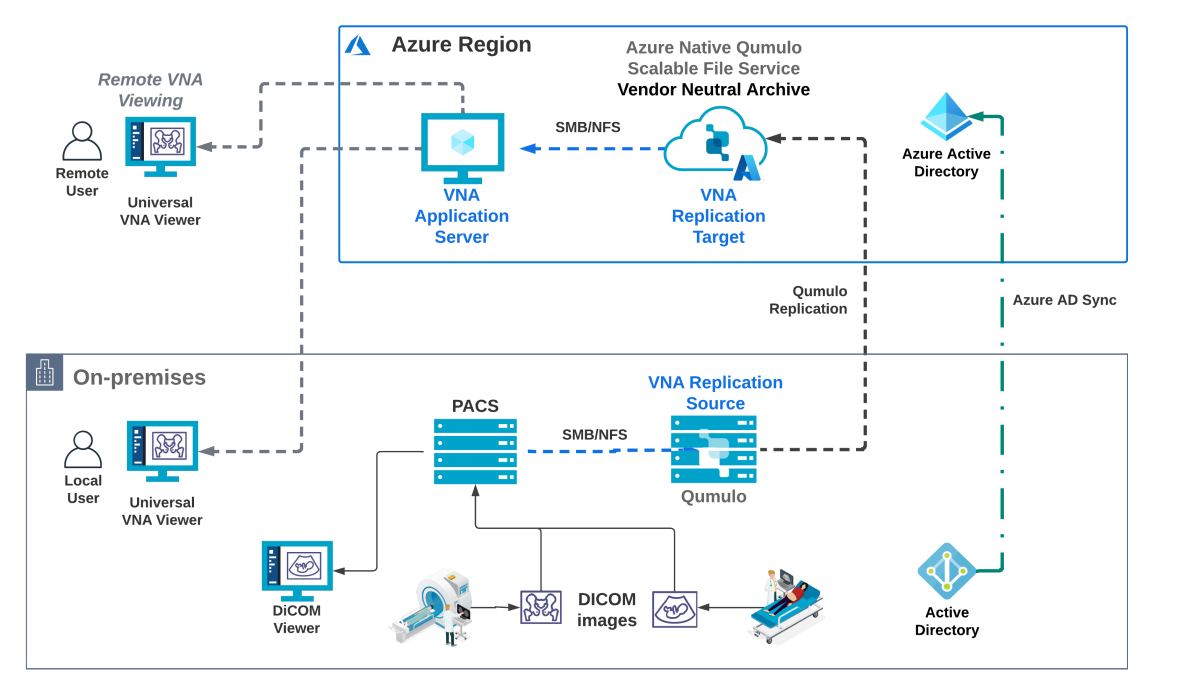 Azure Region
Azure Native Qumulo
Scalable File Service
Vendor Neutral Archive
Remote VNA
Viewing
SMB/NFS
Remote
User
Universal
VNA Viewer
VNA
Application
Server
VNA
Replication
Target
Azure Active
Directory
Qumulo
Replication
Azure AD Sync
On-premises
VNA Replication
Source
PACS
SMB/NFS
Local
User
Universal
VNA Viewer
Qumulo
DiCOM
Viewer
DICOM
images
Active
Directory